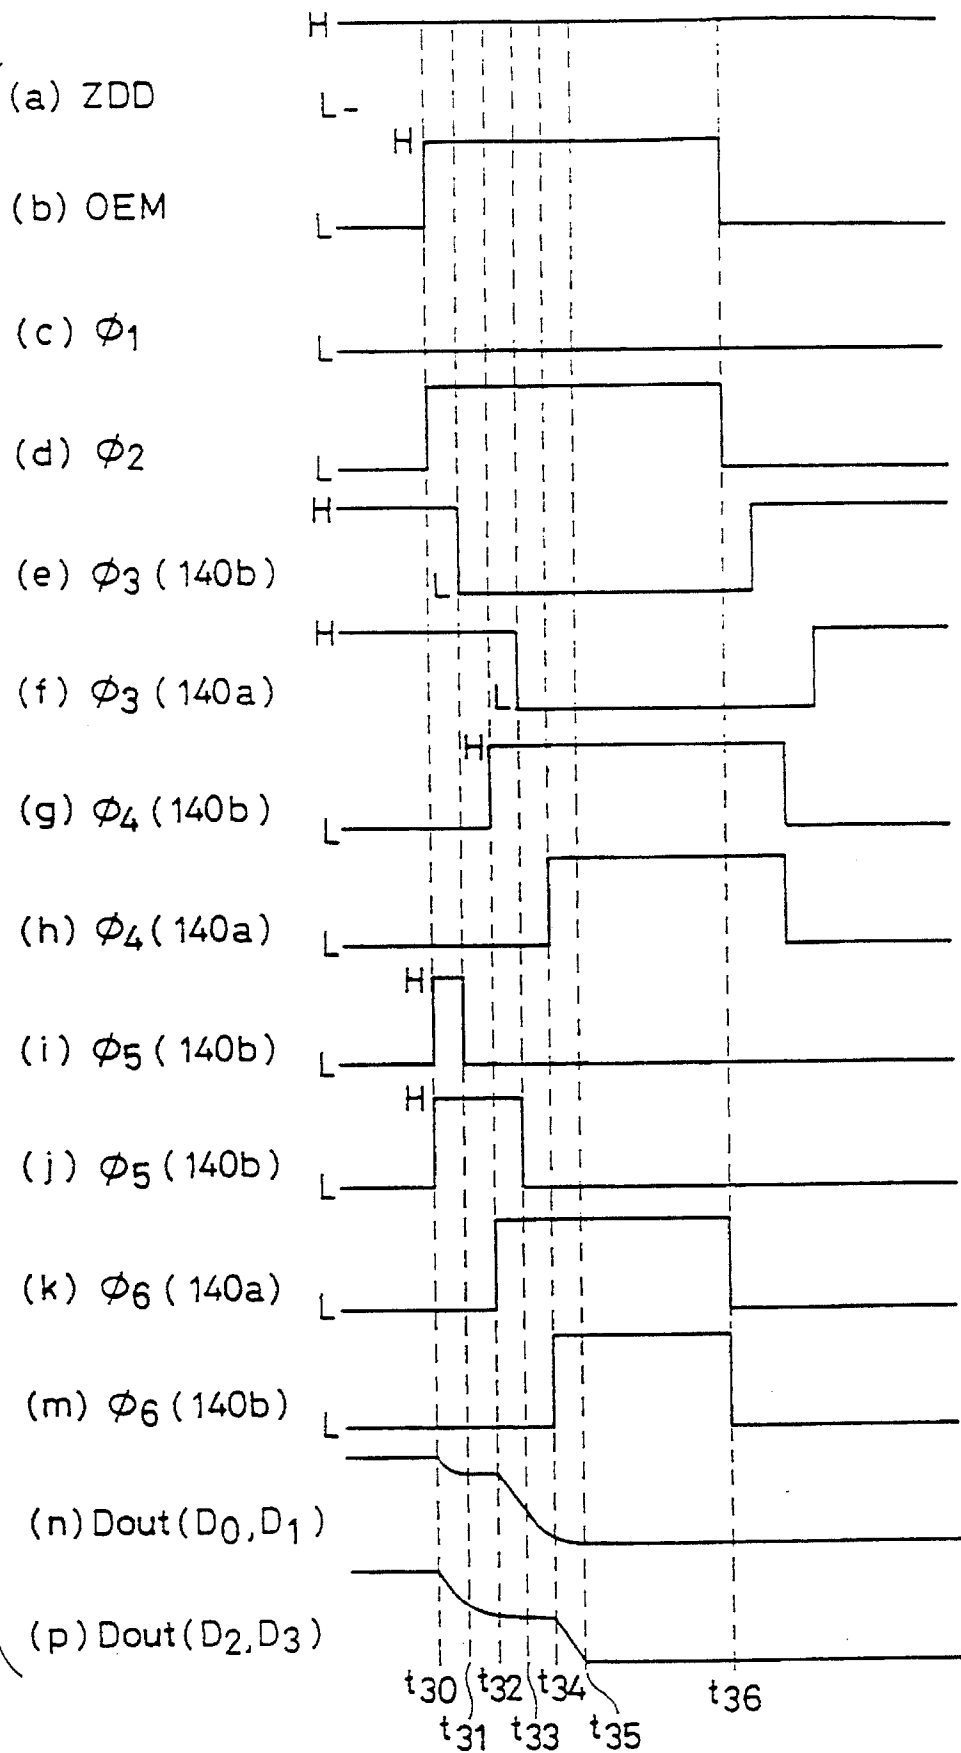 H
(a) ZDD L
H
(b) OEM L
(c) Φ1 L
(d) Φ2 L
H
(e) Φ3 (140b) L
H
(f) Φ3 (140a) L
H
(g) Φ4 (140b) L
(h) Φ4 (140a) L
H
(i) Φ5 (140b) L
H
(j) Φ5 (140b) L
(k) Φ6 (140a) L
(m) Φ6 (140b) L
(n) Dout(D0,D1)
(p) Dout(D2,D3)
t30 t32 t34 t36
t31 t33 t35